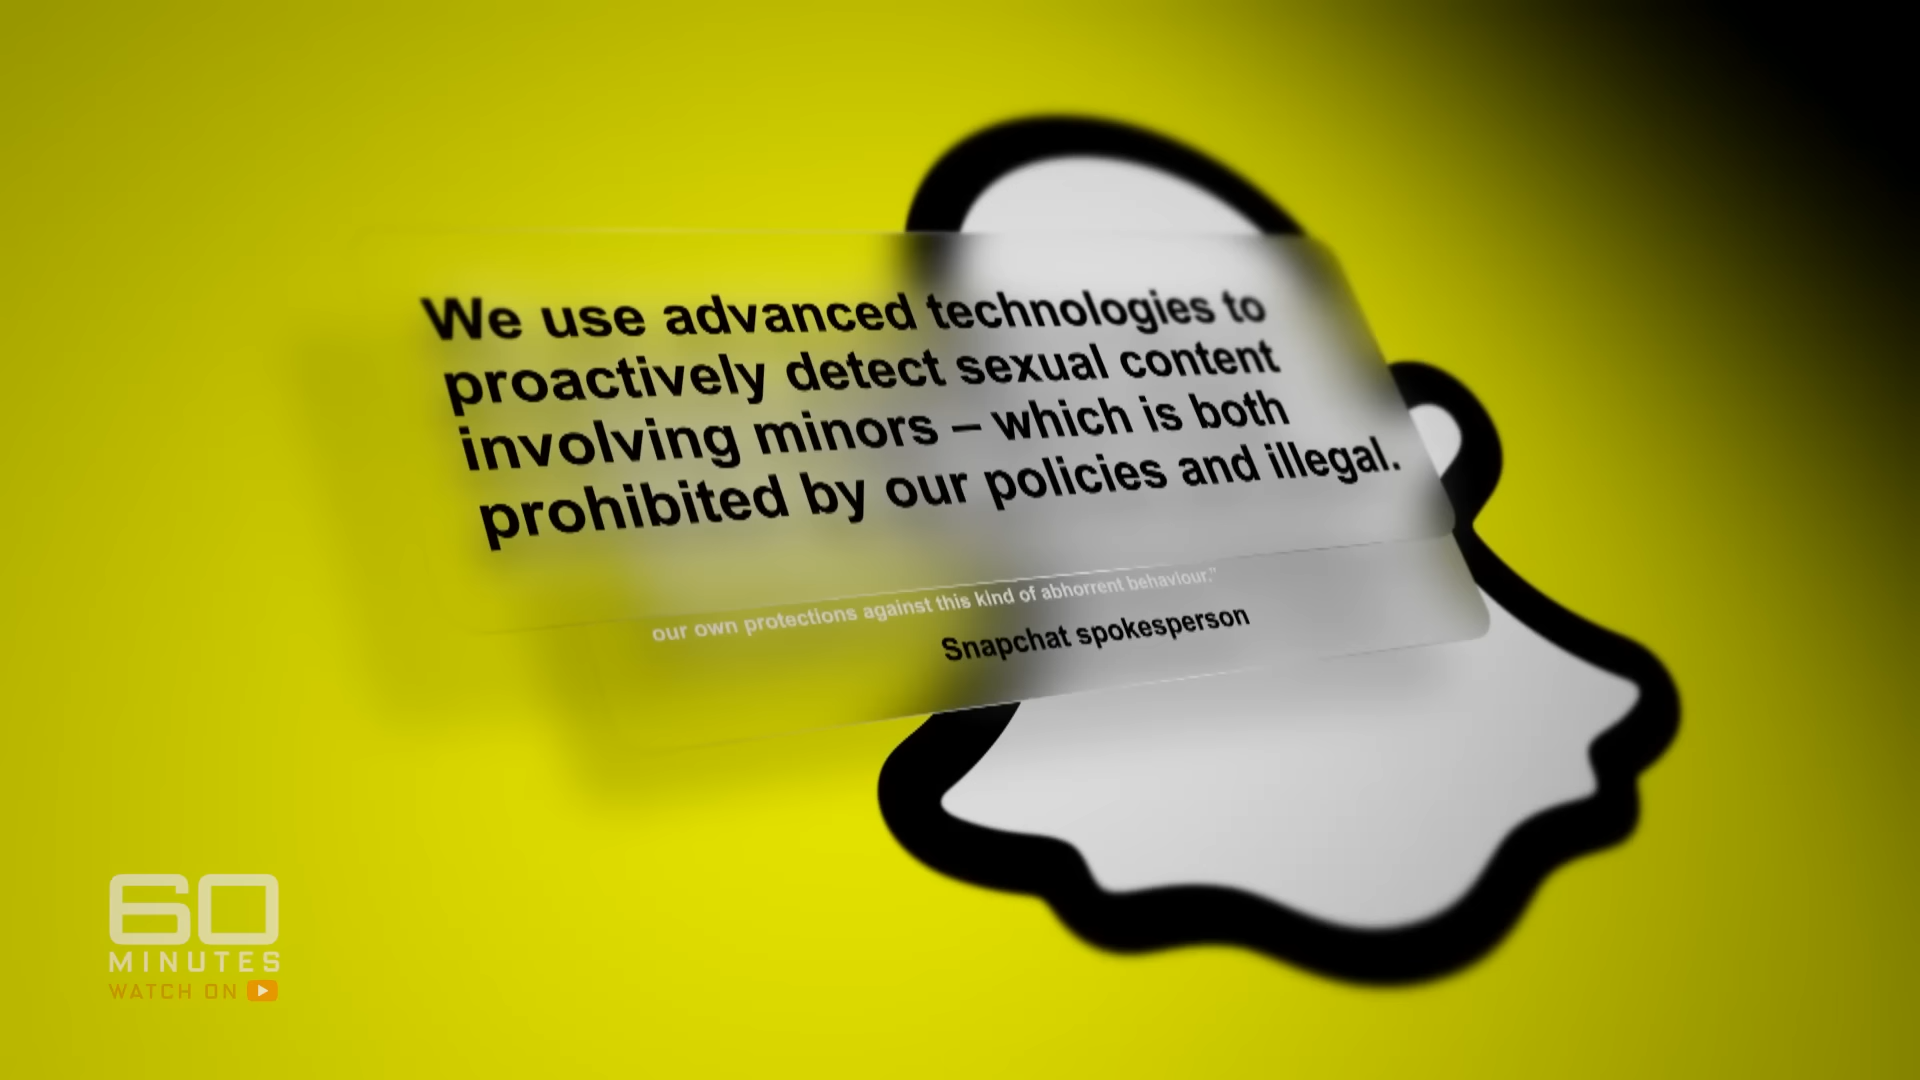 We use advanced technologies to
proactively detect sexual content
involving minors – which is both
prohibited by our policies and illegal.
our own protections against this kind of abhorrent behaviour.”
Snapchat spokesperson
60
MINUTES
WATCH ON